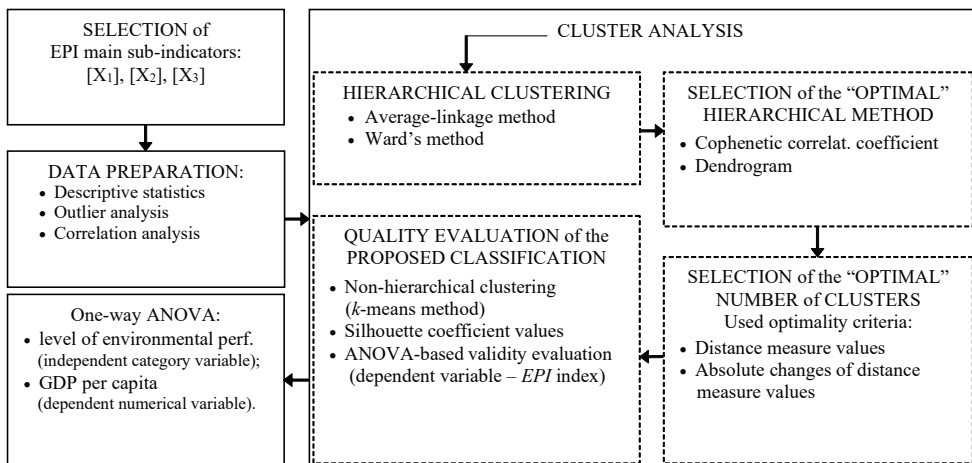 SELECTION of
EPI main sub-indicators:
[X₁], [X₂], [X₃]
DATA PREPARATION:
• Descriptive statistics
• Outlier analysis
• Correlation analysis
CLUSTER ANALYSIS
HIERARCHICAL CLUSTERING
• Average-linkage method
• Ward’s method
SELECTION of the “OPTIMAL”
HIERARCHICAL METHOD
• Cophenetic correlat. coefficient
• Dendrogram
SELECTION of the “OPTIMAL”
NUMBER of CLUSTERS
Used optimality criteria:
• Distance measure values
• Absolute changes of distance
measure values
QUALITY EVALUATION of the
PROPOSED CLASSIFICATION
• Non-hierarchical clustering
(k-means method)
• Silhouette coefficient values
• ANOVA-based validity evaluation
(dependent variable – EPI index)
One-way ANOVA:
• level of environmental perf.
(independent category variable);
• GDP per capita
(dependent numerical variable).